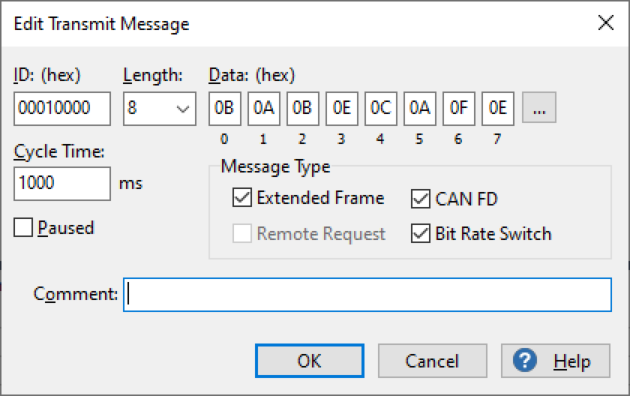 Edit Transmit Message
ID: (hex) Length: Data: (hex)
00010000 8 0B 0A 0B 0E 0C 0A 0F 0E ...
0 1 2 3 4 5 6 7
Cycle Time:
1000 ms
Message Type
Extended Frame CAN FD
Paused
Remote Request Bit Rate Switch
Comment:
OK Cancel ? Help